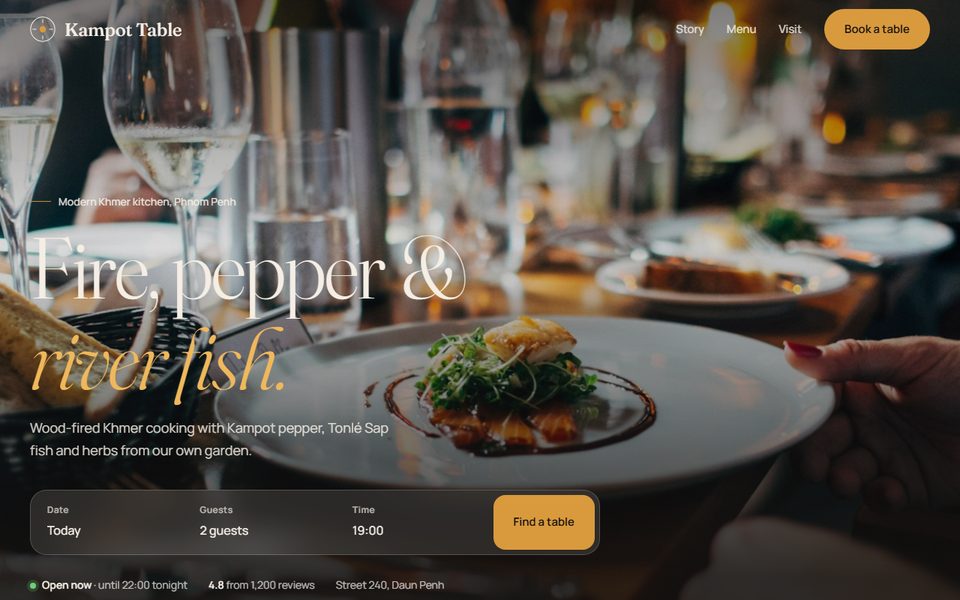 Kampot Table
Story
Menu
Visit
Book a table
Modern Khmer kitchen, Phnom Penh
Fire, pepper &
river fish.
Wood-fired Khmer cooking with Kampot pepper, Tonlé Sap
fish and herbs from our own garden.
Date
Guests
Time
Today
2 guests
19:00
Find a table
Open now · until 22:00 tonight
4.8 from 1,200 reviews
Street 240, Daun Penh